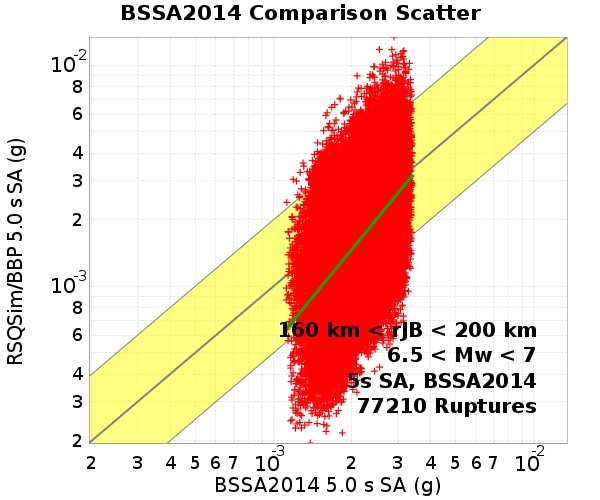 BSSA2014 Comparison Scatter
RSQSim/BBP 5.0 s SA (g)
10⁻²
8
6
4
3
2
10⁻³
8
6
4
3
2
160 km < rJB < 200 km
6.5 < Mw < 7
5s SA, BSSA2014
77210 Ruptures
2 3 4 5 6 7 10⁻³ 2 3 4 5 6 7 10⁻²
BSSA2014 5.0 s SA (g)